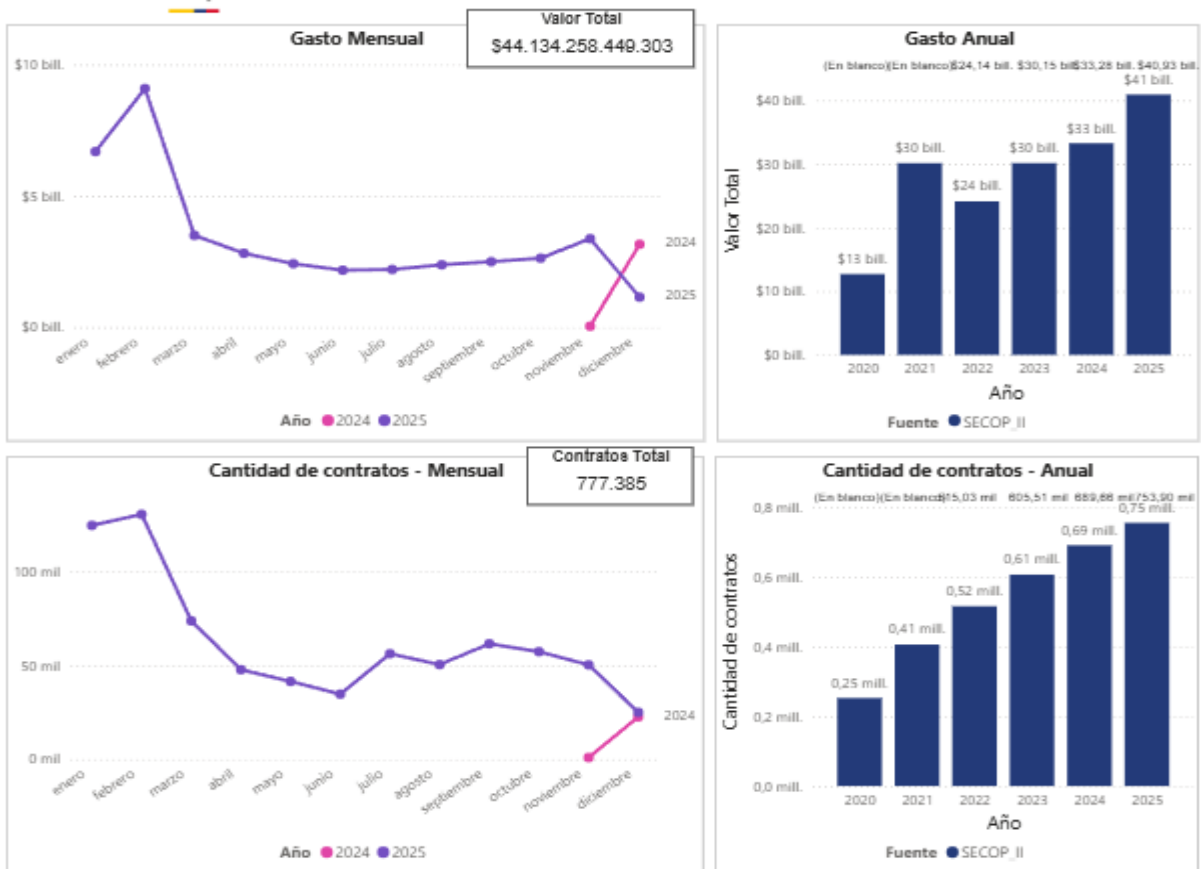 Gasto Mensual
Valor Total
$44.134.258.449.303
$10 bill.
$5 bill.
$0 bill.
2024
2025
enero
febrero
marzo
abril
mayo
junio
julio
agosto
septiembre
octubre
noviembre
diciembre
Año 2024 2025
Gasto Anual
(En blanco) (En blanco) $24,14 bill. $30,15 bill. $33,28 bill. $40,93 bill.
$41 bill.
$40 bill.
$33 bill.
$30 bill.
$30 bill.
$30 bill.
$24 bill.
$20 bill.
$13 bill.
$10 bill.
$0 bill.
Valor Total
2020 2021 2022 2023 2024 2025
Año
Fuente SECOP_II
Cantidad de contratos - Mensual
Contratos Total
777.385
100 mil
50 mil
0 mil
2024
enero
febrero
marzo
abril
mayo
junio
julio
agosto
septiembre
octubre
noviembre
diciembre
Año 2024 2025
Cantidad de contratos - Anual
(En blanco) (En blanco) 515,03 mil 605,51 mil 689,66 mil 753,90 mil
0,8 mill.
0,75 mill.
0,69 mill.
0,61 mill.
0,6 mill.
0,52 mill.
0,41 mill.
0,4 mill.
0,25 mill.
0,2 mill.
0,0 mill.
Cantidad de contratos
2020 2021 2022 2023 2024 2025
Año
Fuente SECOP_II